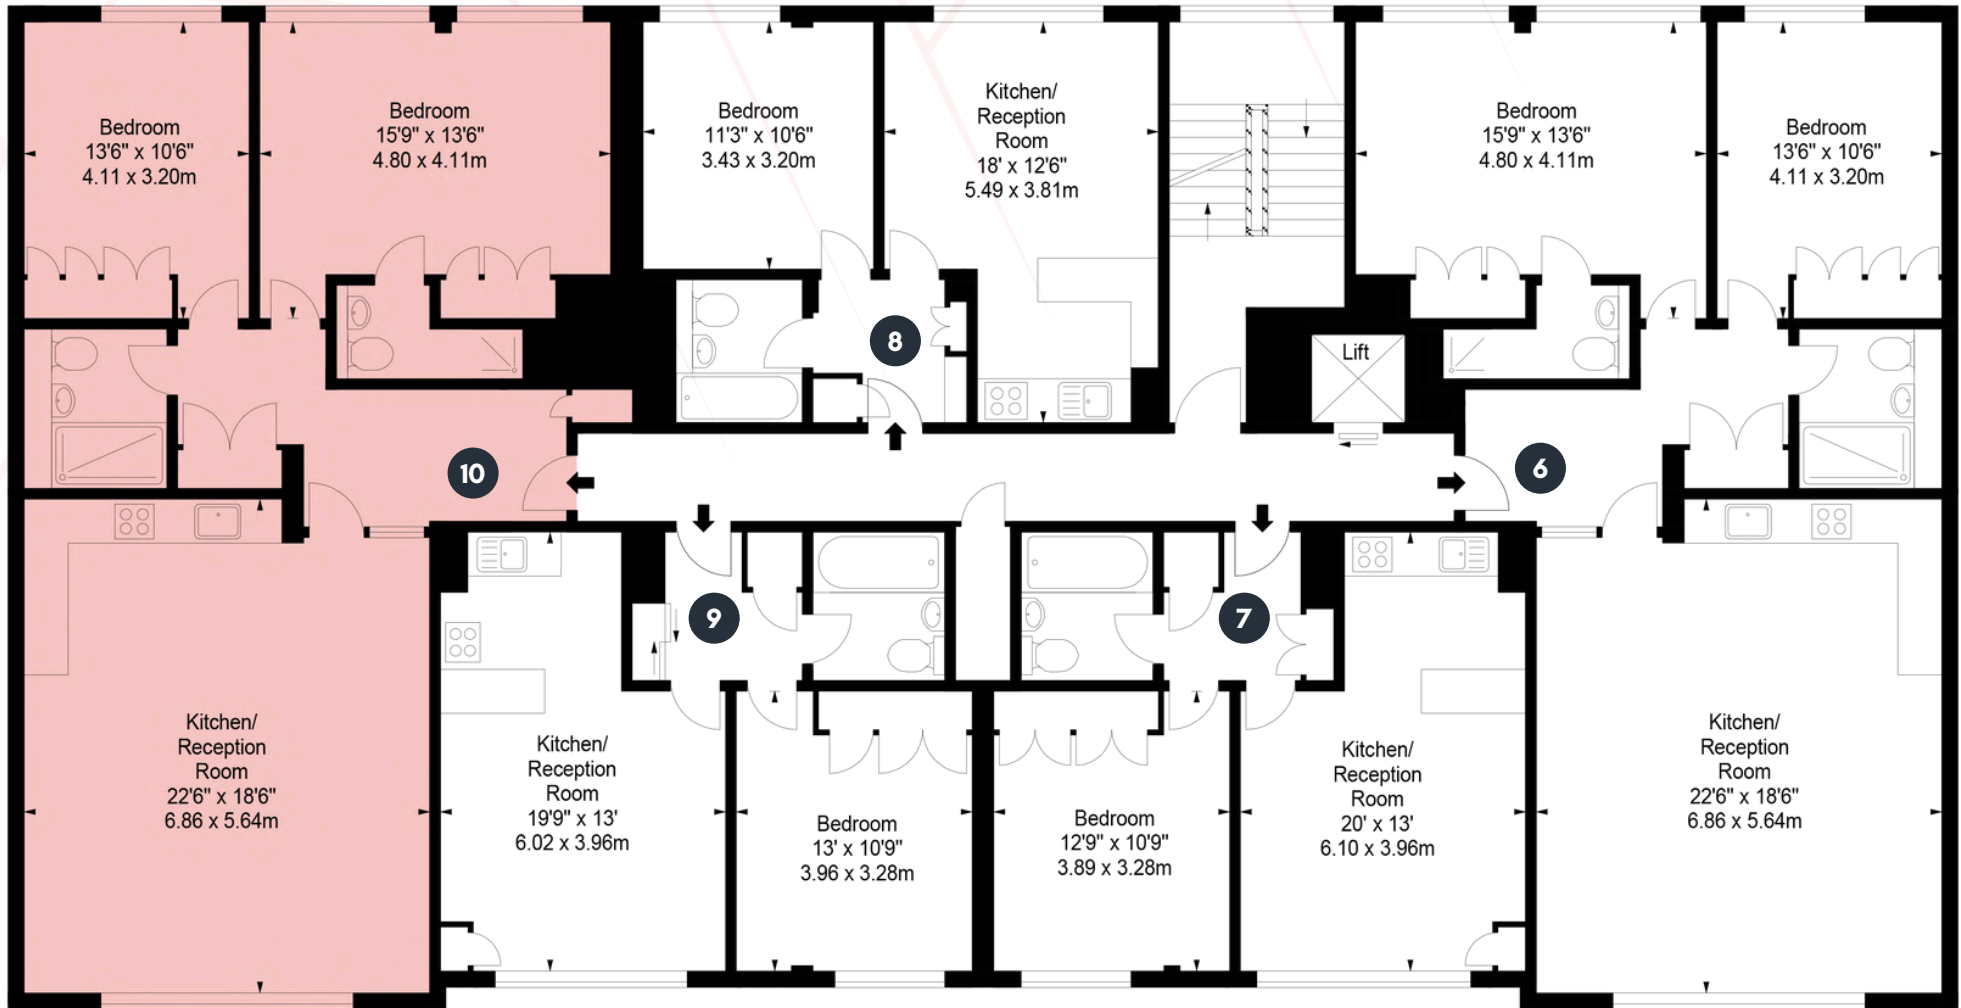 Bedroom
13'6" x 10'6"
4.11 x 3.20m
Bedroom
15'9" x 13'6"
4.80 x 4.11m
Bedroom
11'3" x 10'6"
3.43 x 3.20m
Kitchen/
Reception
Room
18' x 12'6"
5.49 x 3.81m
Bedroom
15'9" x 13'6"
4.80 x 4.11m
Bedroom
13'6" x 10'6"
4.11 x 3.20m
8
Lift
10
6
9
7
Kitchen/
Reception
Room
22'6" x 18'6"
6.86 x 5.64m
Kitchen/
Reception
Room
19'9" x 13'
6.02 x 3.96m
Bedroom
13' x 10'9"
3.96 x 3.28m
Bedroom
12'9" x 10'9"
3.89 x 3.28m
Kitchen/
Reception
Room
20' x 13'
6.10 x 3.96m
Kitchen/
Reception
Room
22'6" x 18'6"
6.86 x 5.64m